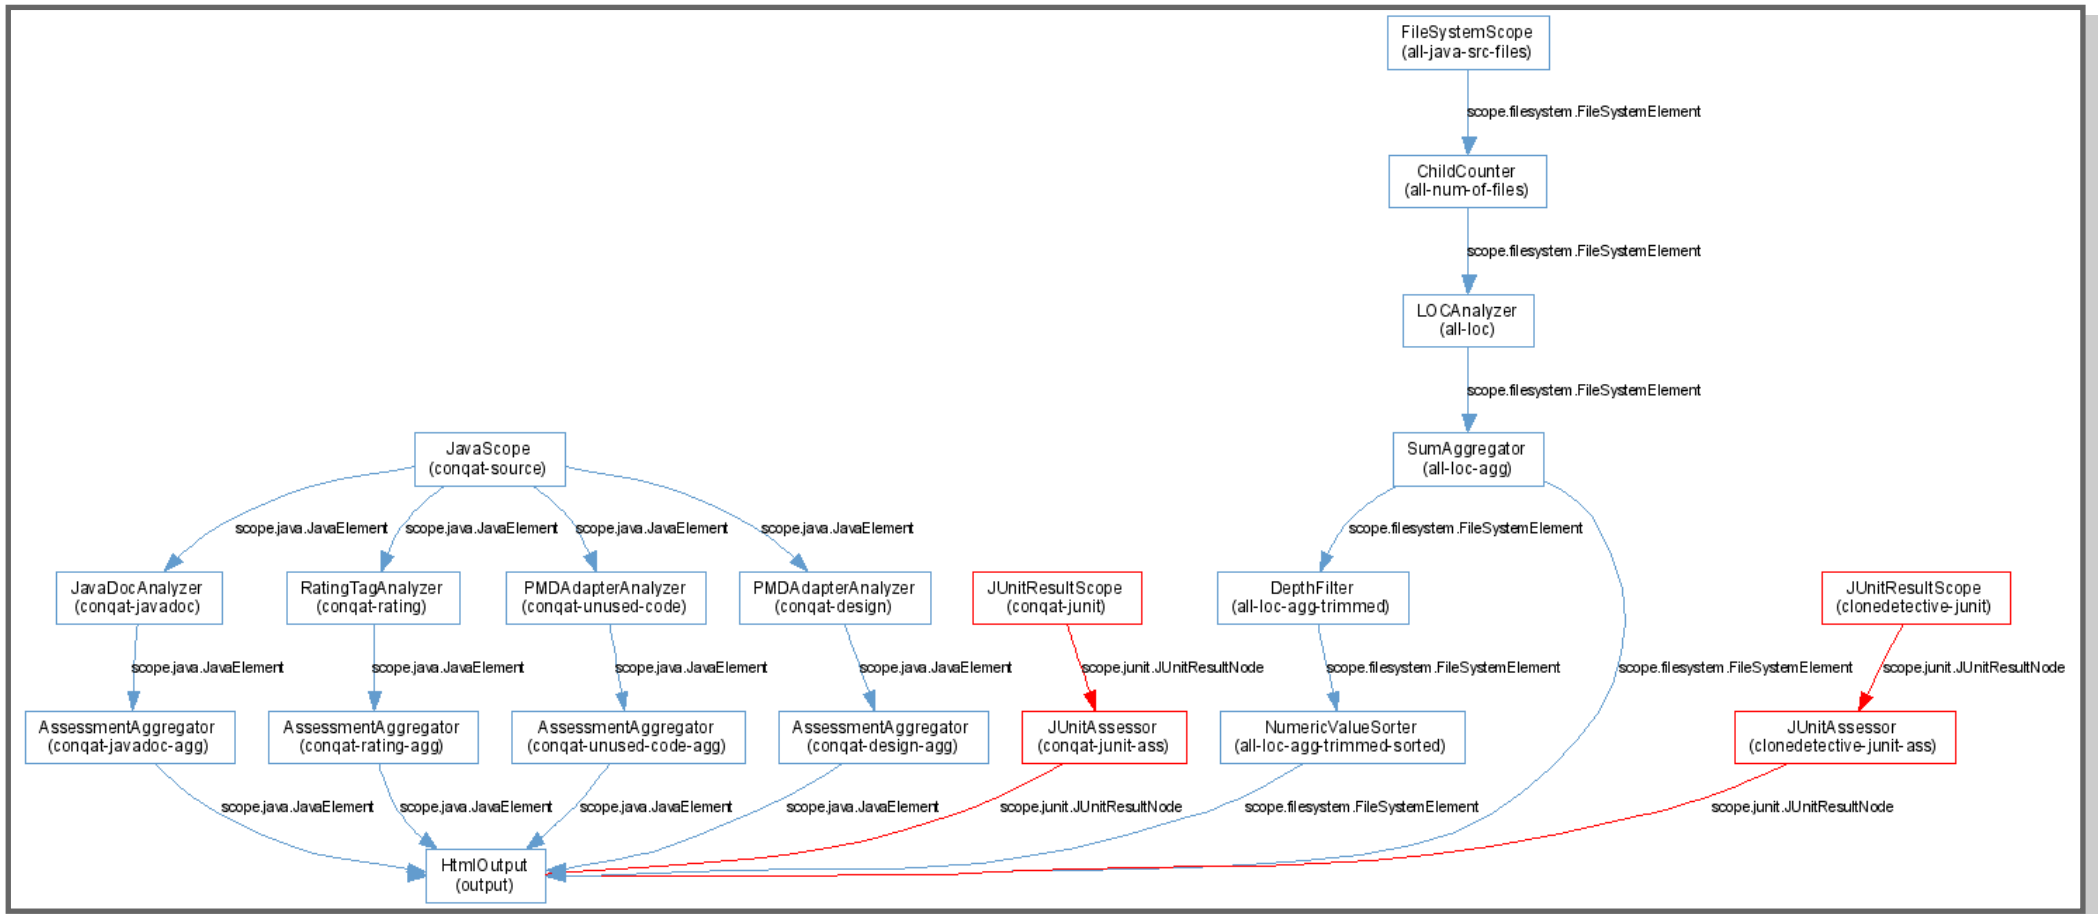 FileSystemScope
(all-java-src-files)
scope.filesystem.FileSystemElement
ChildCounter
(all-num-of-files)
scope.filesystem.FileSystemElement
LOCAnalyzer
(all-loc)
scope.filesystem.FileSystemElement
JavaScope
(conqat-source)
SumAggregator
(all-loc-agg)
scope.java.JavaElement
scope.java.JavaElement
scope.java.JavaElement
scope.java.JavaElement
scope.filesystem.FileSystemElement
JavaDocAnalyzer
(conqat-javadoc)
RatingTagAnalyzer
(conqat-rating)
PMDAdapterAnalyzer
(conqat-unused-code)
PMDAdapterAnalyzer
(conqat-design)
JUnitResultScope
(conqat-junit)
DepthFilter
(all-loc-agg-trimmed)
JUnitResultScope
(clonedetective-junit)
scope.java.JavaElement
scope.java.JavaElement
scope.java.JavaElement
scope.java.JavaElement
scope.junit.JUnitResultNode
scope.filesystem.FileSystemElement
scope.filesystem.FileSystemElement
scope.junit.JUnitResultNode
AssessmentAggregator
(conqat-javadoc-agg)
AssessmentAggregator
(conqat-rating-agg)
AssessmentAggregator
(conqat-unused-code-agg)
AssessmentAggregator
(conqat-design-agg)
JUnitAssessor
(conqat-junit-ass)
NumericValueSorter
(all-loc-agg-trimmed-sorted)
JUnitAssessor
(clonedetective-junit-ass)
scope.java.JavaElement
scope.java.JavaElement
scope.java.JavaElement
scope.java.JavaElement
scope.junit.JUnitResultNode
scope.filesystem.FileSystemElement
scope.junit.JUnitResultNode
HtmlOutput
(output)